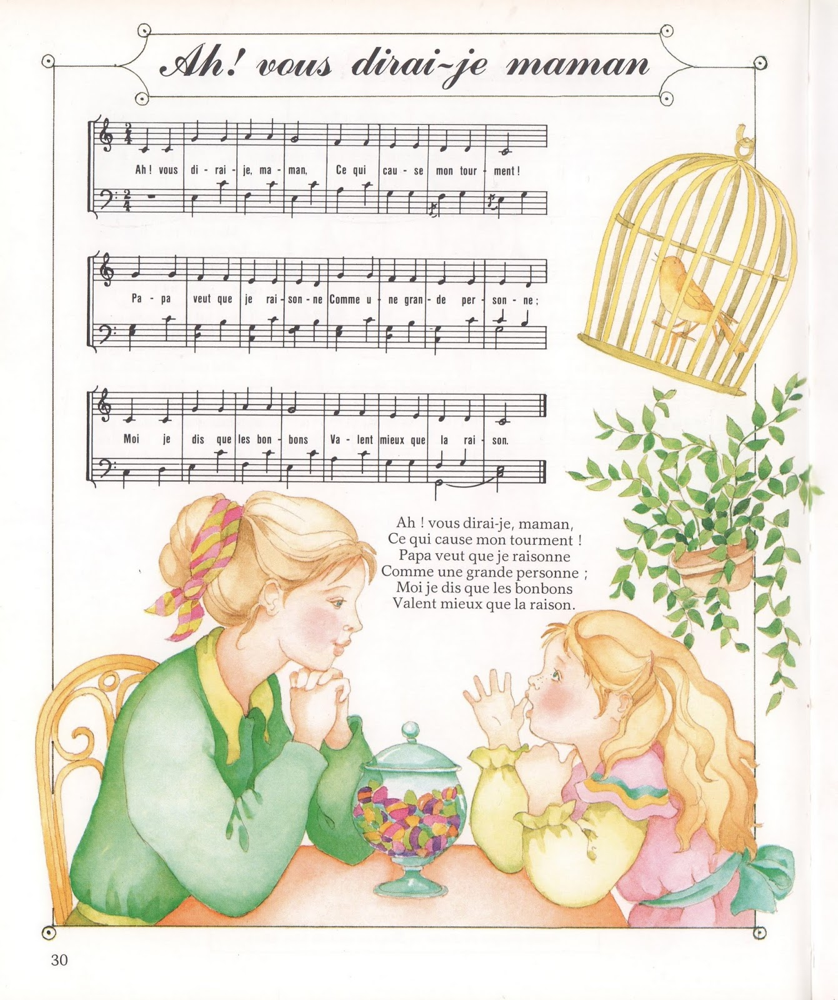 Ah! vous dirai-je maman
Ah! vous di - rai - je, ma - man, Ce qui cau - se mon tour - ment!
Pa - pa veut que je rai - son - ne Comme u - ne gran - de per - son - ne;
Moi je dis que les bon - bons Va - lent mieux que la rai - son.
Ah ! vous dirai-je, maman,
Ce qui cause mon tourment !
Papa veut que je raisonne
Comme une grande personne ;
Moi je dis que les bonbons
Valent mieux que la raison.
30